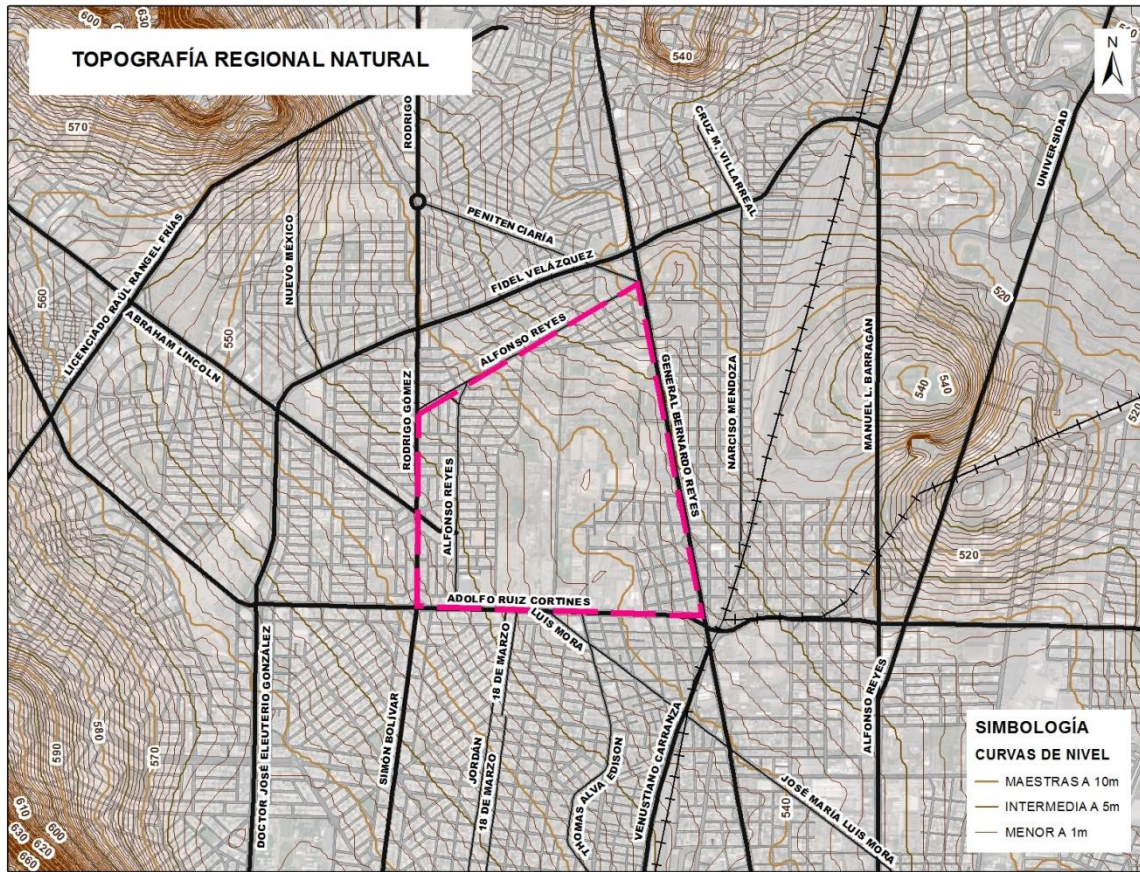 600
630
TOPOGRAFÍA REGIONAL NATURAL
570
540
N
RODRIGO
CRUZ M. VILLARREAL
UNIVERSIDAD
PENITENCIARÍA
FIDEL VELÁZQUEZ
NUEVO MÉXICO
LICENCIADO RAÚL RANGEL FRÍAS
560
ABRAHAM LINCOLN
550
520
ALFONSO REYES
RODRIGO GÓMEZ
GENERAL BERNARDO REYES
NARCISO MENDOZA
MANUEL L. BARRAGÁN
540
540
520
ALFONSO REYES
520
ADOLFO RUIZ CORTINES
LUIS MORA
DOCTOR JOSÉ ELEUTERIO GONZÁLEZ
SIMÓN BOLÍVAR
18 DE MARZO
JORDÁN
18 DE MARZO
THOMAS ALVA EDISON
VENUSTIANO CARRANZA
JOSÉ MARÍA LUIS MORA
ALFONSO REYES
540
590
580
570
610
600
630
620
660
SIMBOLOGÍA
CURVAS DE NIVEL
MAESTRAS A 10m
INTERMEDIA A 5m
MENOR A 1m